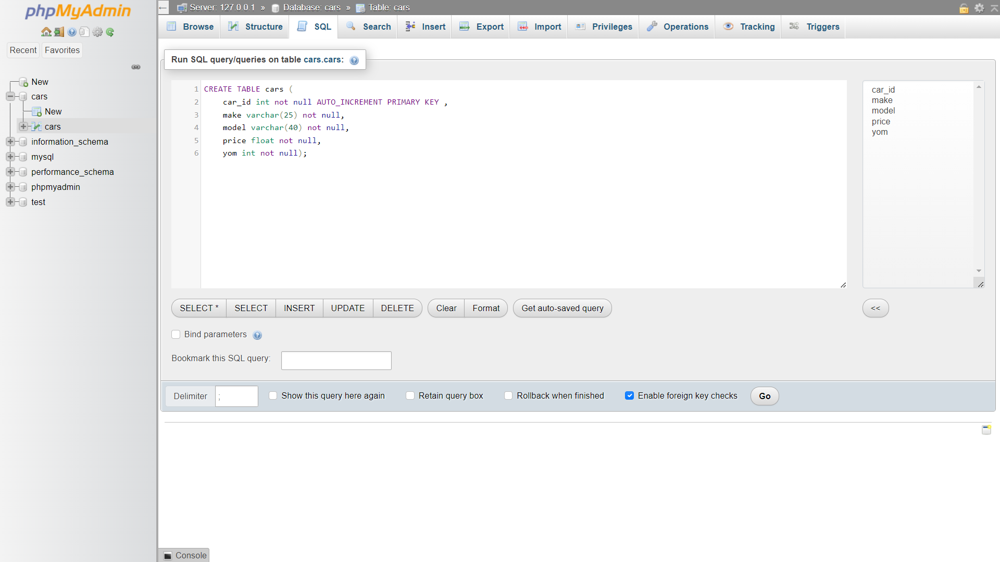 phpMyAdmin
Recent Favorites
New
cars
New
cars
information_schema
mysql
performance_schema
phpmyadmin
test
← Server: 127.0.0.1 » Database: cars » Table: cars
Browse Structure SQL Search Insert Export Import Privileges Operations Tracking Triggers
Run SQL query/queries on table cars.cars:
1 CREATE TABLE cars (
2 car_id int not null AUTO_INCREMENT PRIMARY KEY ,
3 make varchar(25) not null,
4 model varchar(40) not null,
5 price float not null,
6 yom int not null);
car_id
make
model
price
yom
SELECT * SELECT INSERT UPDATE DELETE Clear Format Get auto-saved query <<
Bind parameters
Bookmark this SQL query:
Delimiter ; Show this query here again Retain query box Rollback when finished Enable foreign key checks Go
Console